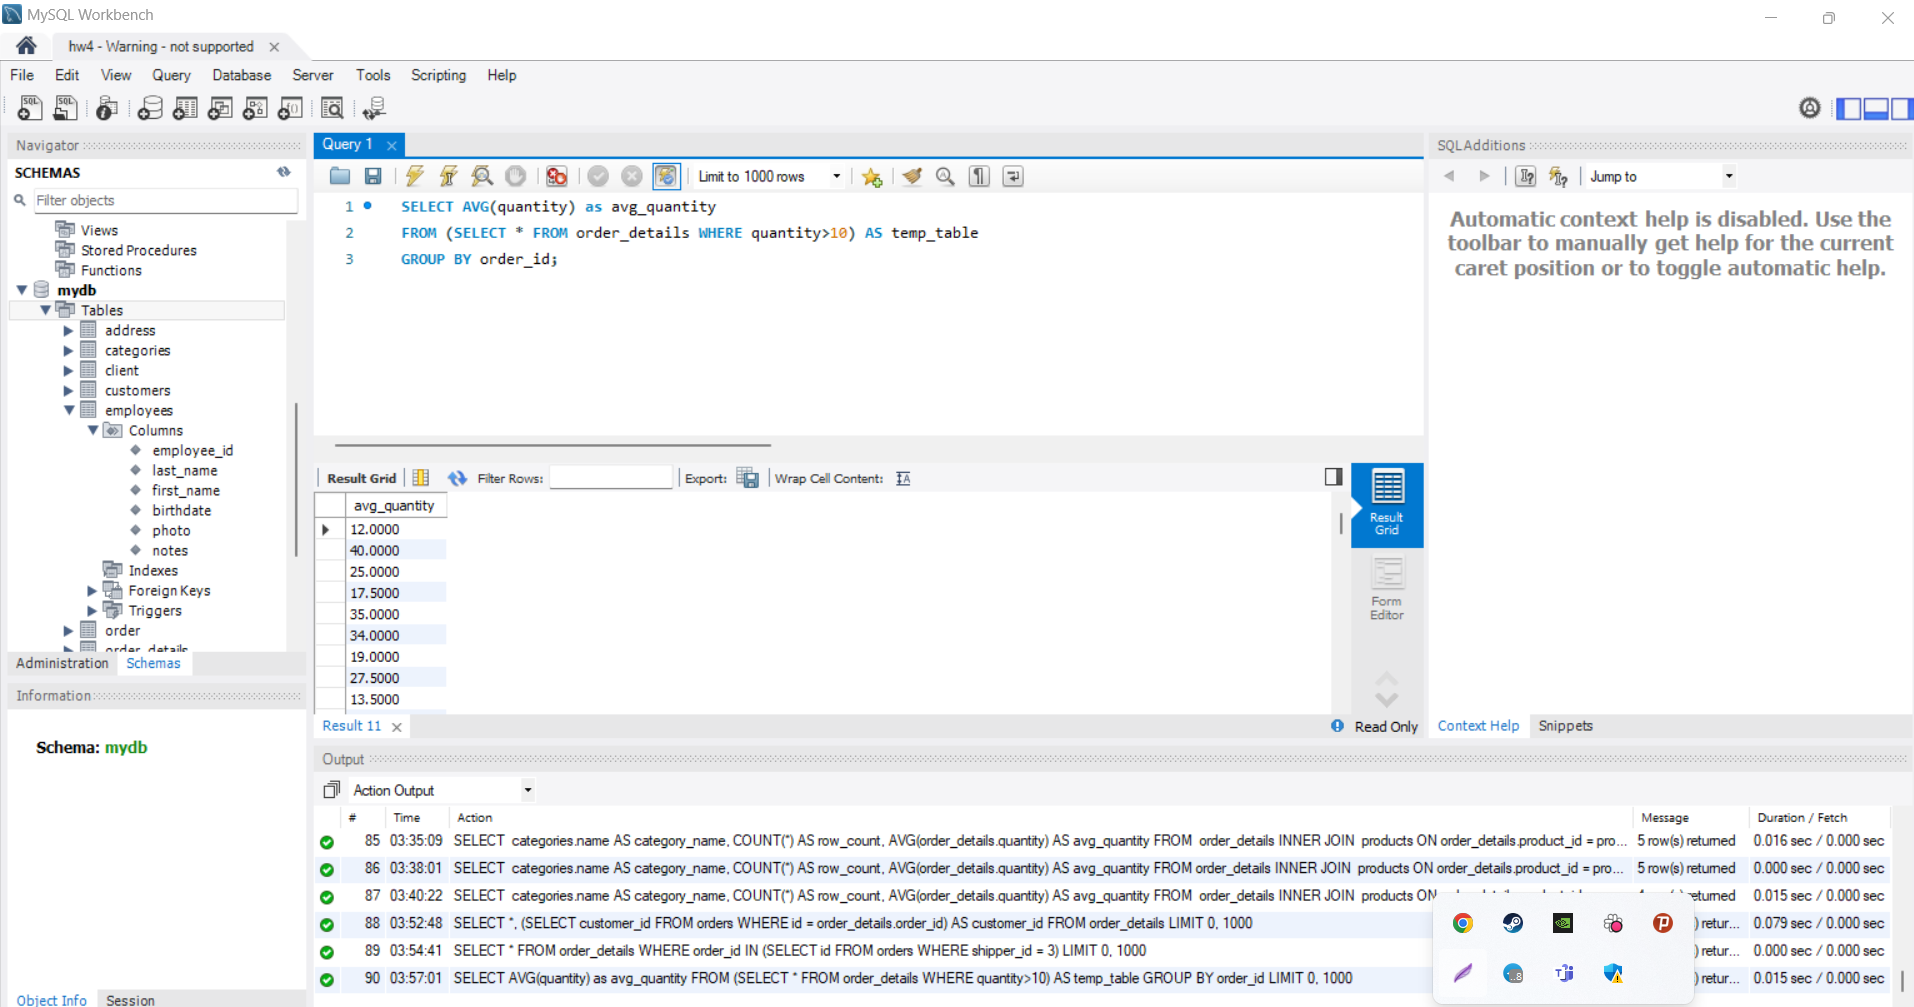 MySQL Workbench
hw4 - Warning - not supported
File Edit View Query Database Server Tools Scripting Help
Navigator
SCHEMAS
Filter objects
Views
Stored Procedures
Functions
mydb
Tables
address
categories
client
customers
employees
Columns
employee_id
last_name
first_name
birthdate
photo
notes
Indexes
Foreign Keys
Triggers
order
order_details
Administration Schemas
Information
Schema: mydb
Object Info Session
Query 1
Limit to 1000 rows
1 SELECT AVG(quantity) as avg_quantity
2 FROM (SELECT * FROM order_details WHERE quantity>10) AS temp_table
3 GROUP BY order_id;
Result Grid Filter Rows: Export: Wrap Cell Content:
avg_quantity
12.0000
40.0000
25.0000
17.5000
35.0000
34.0000
19.0000
27.5000
13.5000
Result Grid
Form Editor
Result 11
Read Only
SQLAdditions
Jump to
Automatic context help is disabled. Use the
toolbar to manually get help for the current
caret position or to toggle automatic help.
Context Help Snippets
Output
Action Output
# Time Action Message Duration / Fetch
85 03:35:09 SELECT categories.name AS category_name, COUNT(*) AS row_count, AVG(order_details.quantity) AS avg_quantity FROM order_details INNER JOIN products ON order_details.product_id = pro... 5 row(s) returned 0.016 sec / 0.000 sec
86 03:38:01 SELECT categories.name AS category_name, COUNT(*) AS row_count, AVG(order_details.quantity) AS avg_quantity FROM order_details INNER JOIN products ON order_details.product_id = pro... 5 row(s) returned 0.000 sec / 0.000 sec
87 03:40:22 SELECT categories.name AS category_name, COUNT(*) AS row_count, AVG(order_details.quantity) AS avg_quantity FROM order_details INNER JOIN products ON returned 0.015 sec / 0.000 sec
88 03:52:48 SELECT *, (SELECT customer_id FROM orders WHERE id = order_details.order_id) AS customer_id FROM order_details LIMIT 0, 1000 ) retur... 0.079 sec / 0.000 sec
89 03:54:41 SELECT * FROM order_details WHERE order_id IN (SELECT id FROM orders WHERE shipper_id = 3) LIMIT 0, 1000 ) retur... 0.000 sec / 0.000 sec
90 03:57:01 SELECT AVG(quantity) as avg_quantity FROM (SELECT * FROM order_details WHERE quantity>10) AS temp_table GROUP BY order_id LIMIT 0, 1000 ) retur... 0.015 sec / 0.000 sec